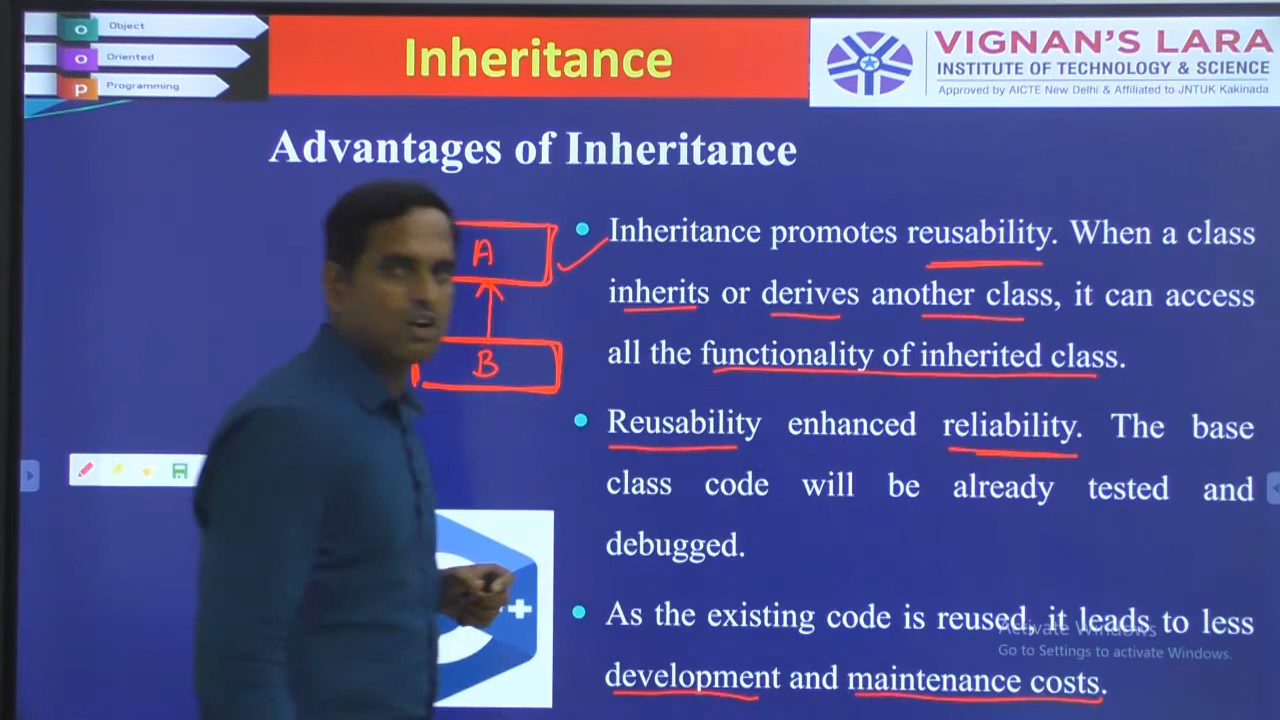 O Object
O Oriented
P Programming
Inheritance
VIGNAN'S LARA
INSTITUTE OF TECHNOLOGY & SCIENCE
Approved by AICTE New Delhi & Affiliated to JNTUK Kakinada
Advantages of Inheritance
A
B
Inheritance promotes reusability. When a class
inherits or derives another class, it can access
all the functionality of inherited class.
Reusability enhanced reliability. The base
class code will be already tested and
debugged.
As the existing code is reused, it leads to less
development and maintenance costs.
Activate Windows
Go to Settings to activate Windows.
+